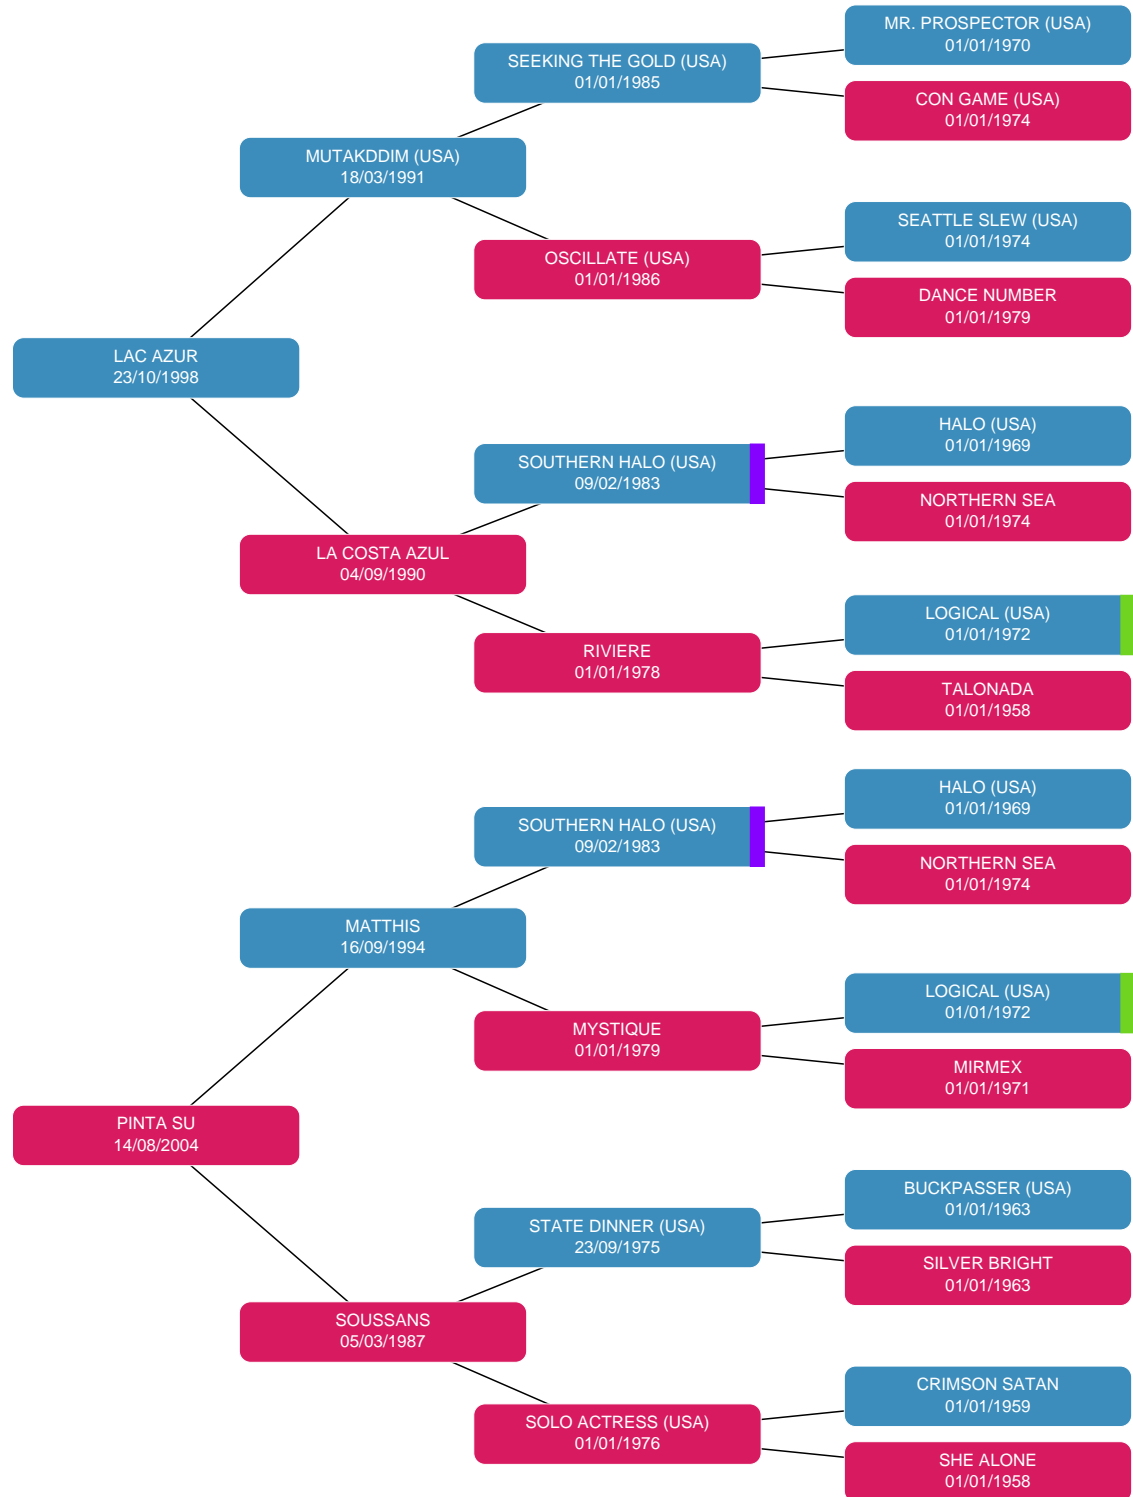 MR. PROSPECTOR (USA)
01/01/1970
SEEKING THE GOLD (USA)
01/01/1985
CON GAME (USA)
01/01/1974
MUTAKDDIM (USA)
18/03/1991
SEATTLE SLEW (USA)
01/01/1974
OSCILLATE (USA)
01/01/1986
DANCE NUMBER
01/01/1979
LAC AZUR
23/10/1998
HALO (USA)
01/01/1969
SOUTHERN HALO (USA)
09/02/1983
NORTHERN SEA
01/01/1974
LA COSTA AZUL
04/09/1990
LOGICAL (USA)
01/01/1972
RIVIERE
01/01/1978
TALONADA
01/01/1958
HALO (USA)
01/01/1969
SOUTHERN HALO (USA)
09/02/1983
NORTHERN SEA
01/01/1974
MATTHIS
16/09/1994
LOGICAL (USA)
01/01/1972
MYSTIQUE
01/01/1979
MIRMEX
01/01/1971
PINTA SU
14/08/2004
BUCKPASSER (USA)
01/01/1963
STATE DINNER (USA)
23/09/1975
SILVER BRIGHT
01/01/1963
SOUSSANS
05/03/1987
CRIMSON SATAN
01/01/1959
SOLO ACTRESS (USA)
01/01/1976
SHE ALONE
01/01/1958